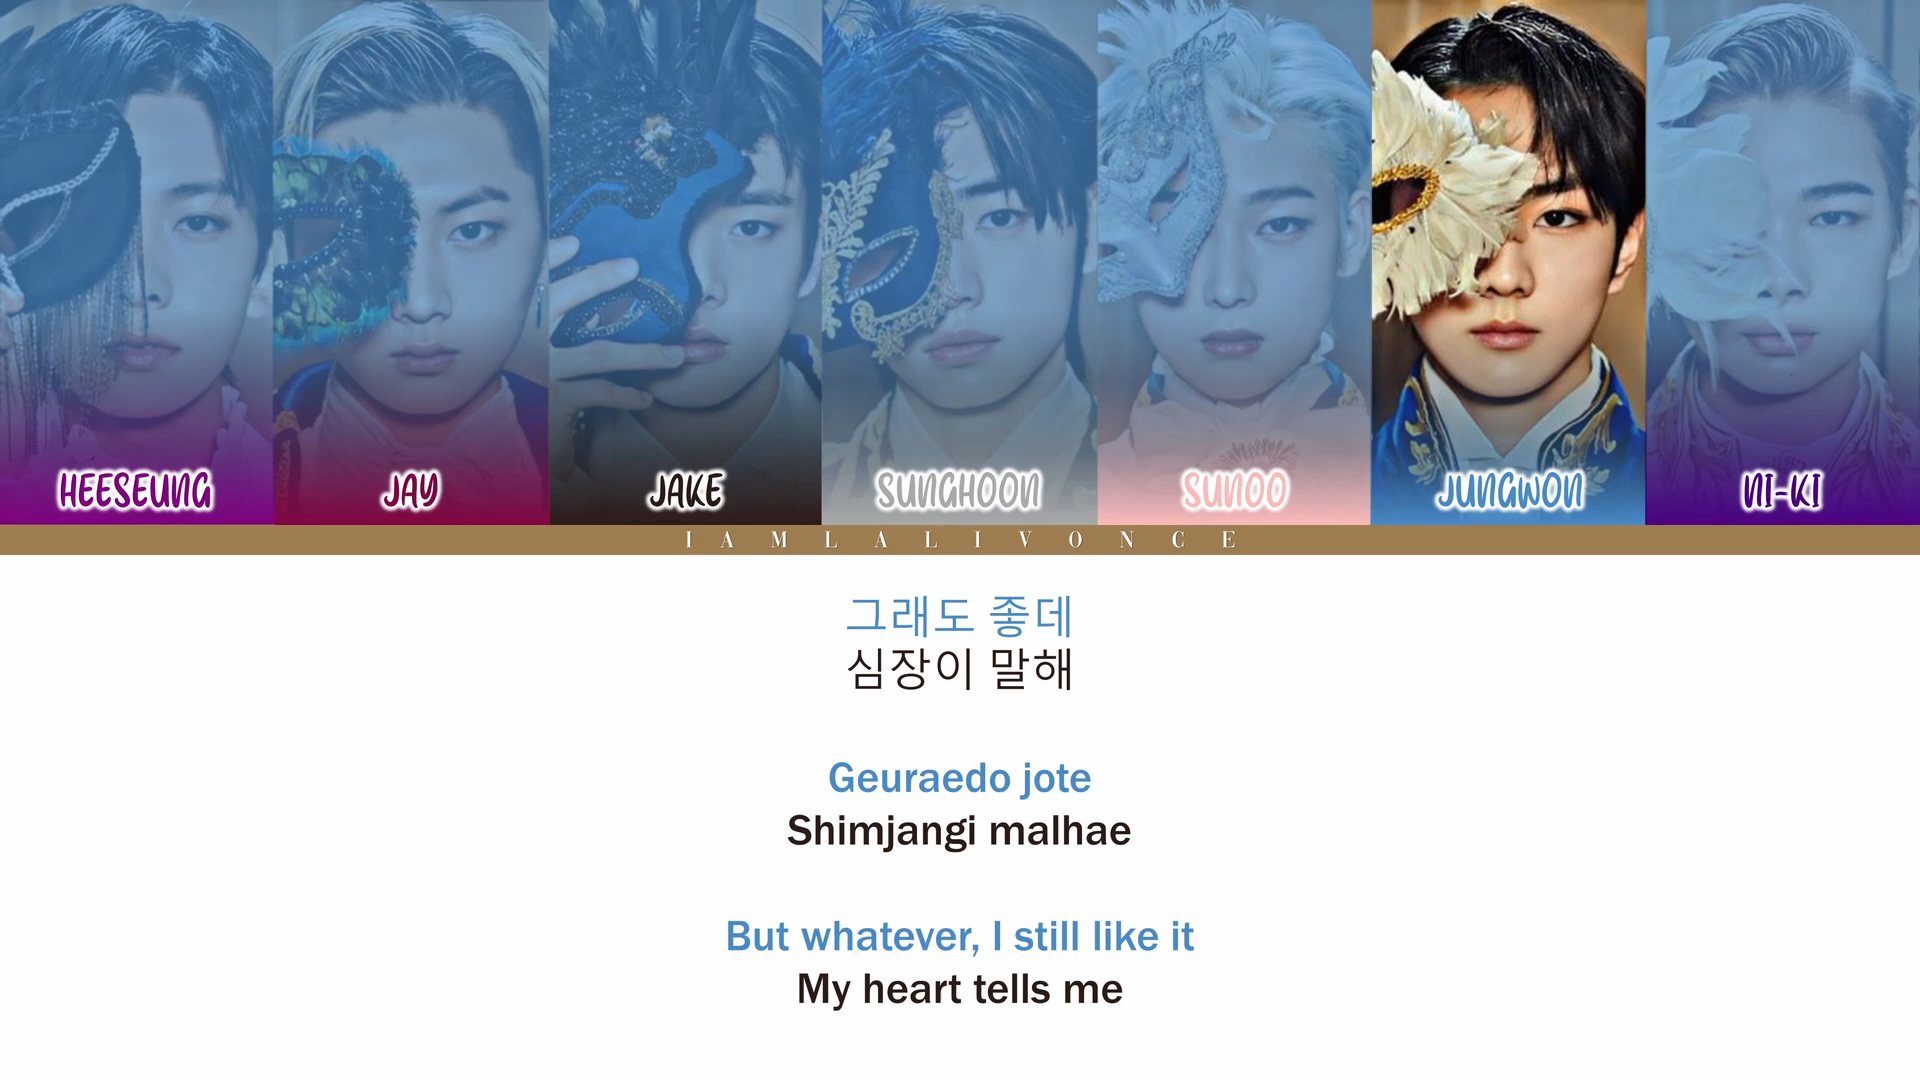 HEESEUNG JAY JAKE SUNGHOON SUNOO JUNGWON NI-KI
IAMLALIVONCE
그래도 좋데
심장이 말해
Geuraedo jote
Shimjangi malhae
But whatever, I still like it
My heart tells me